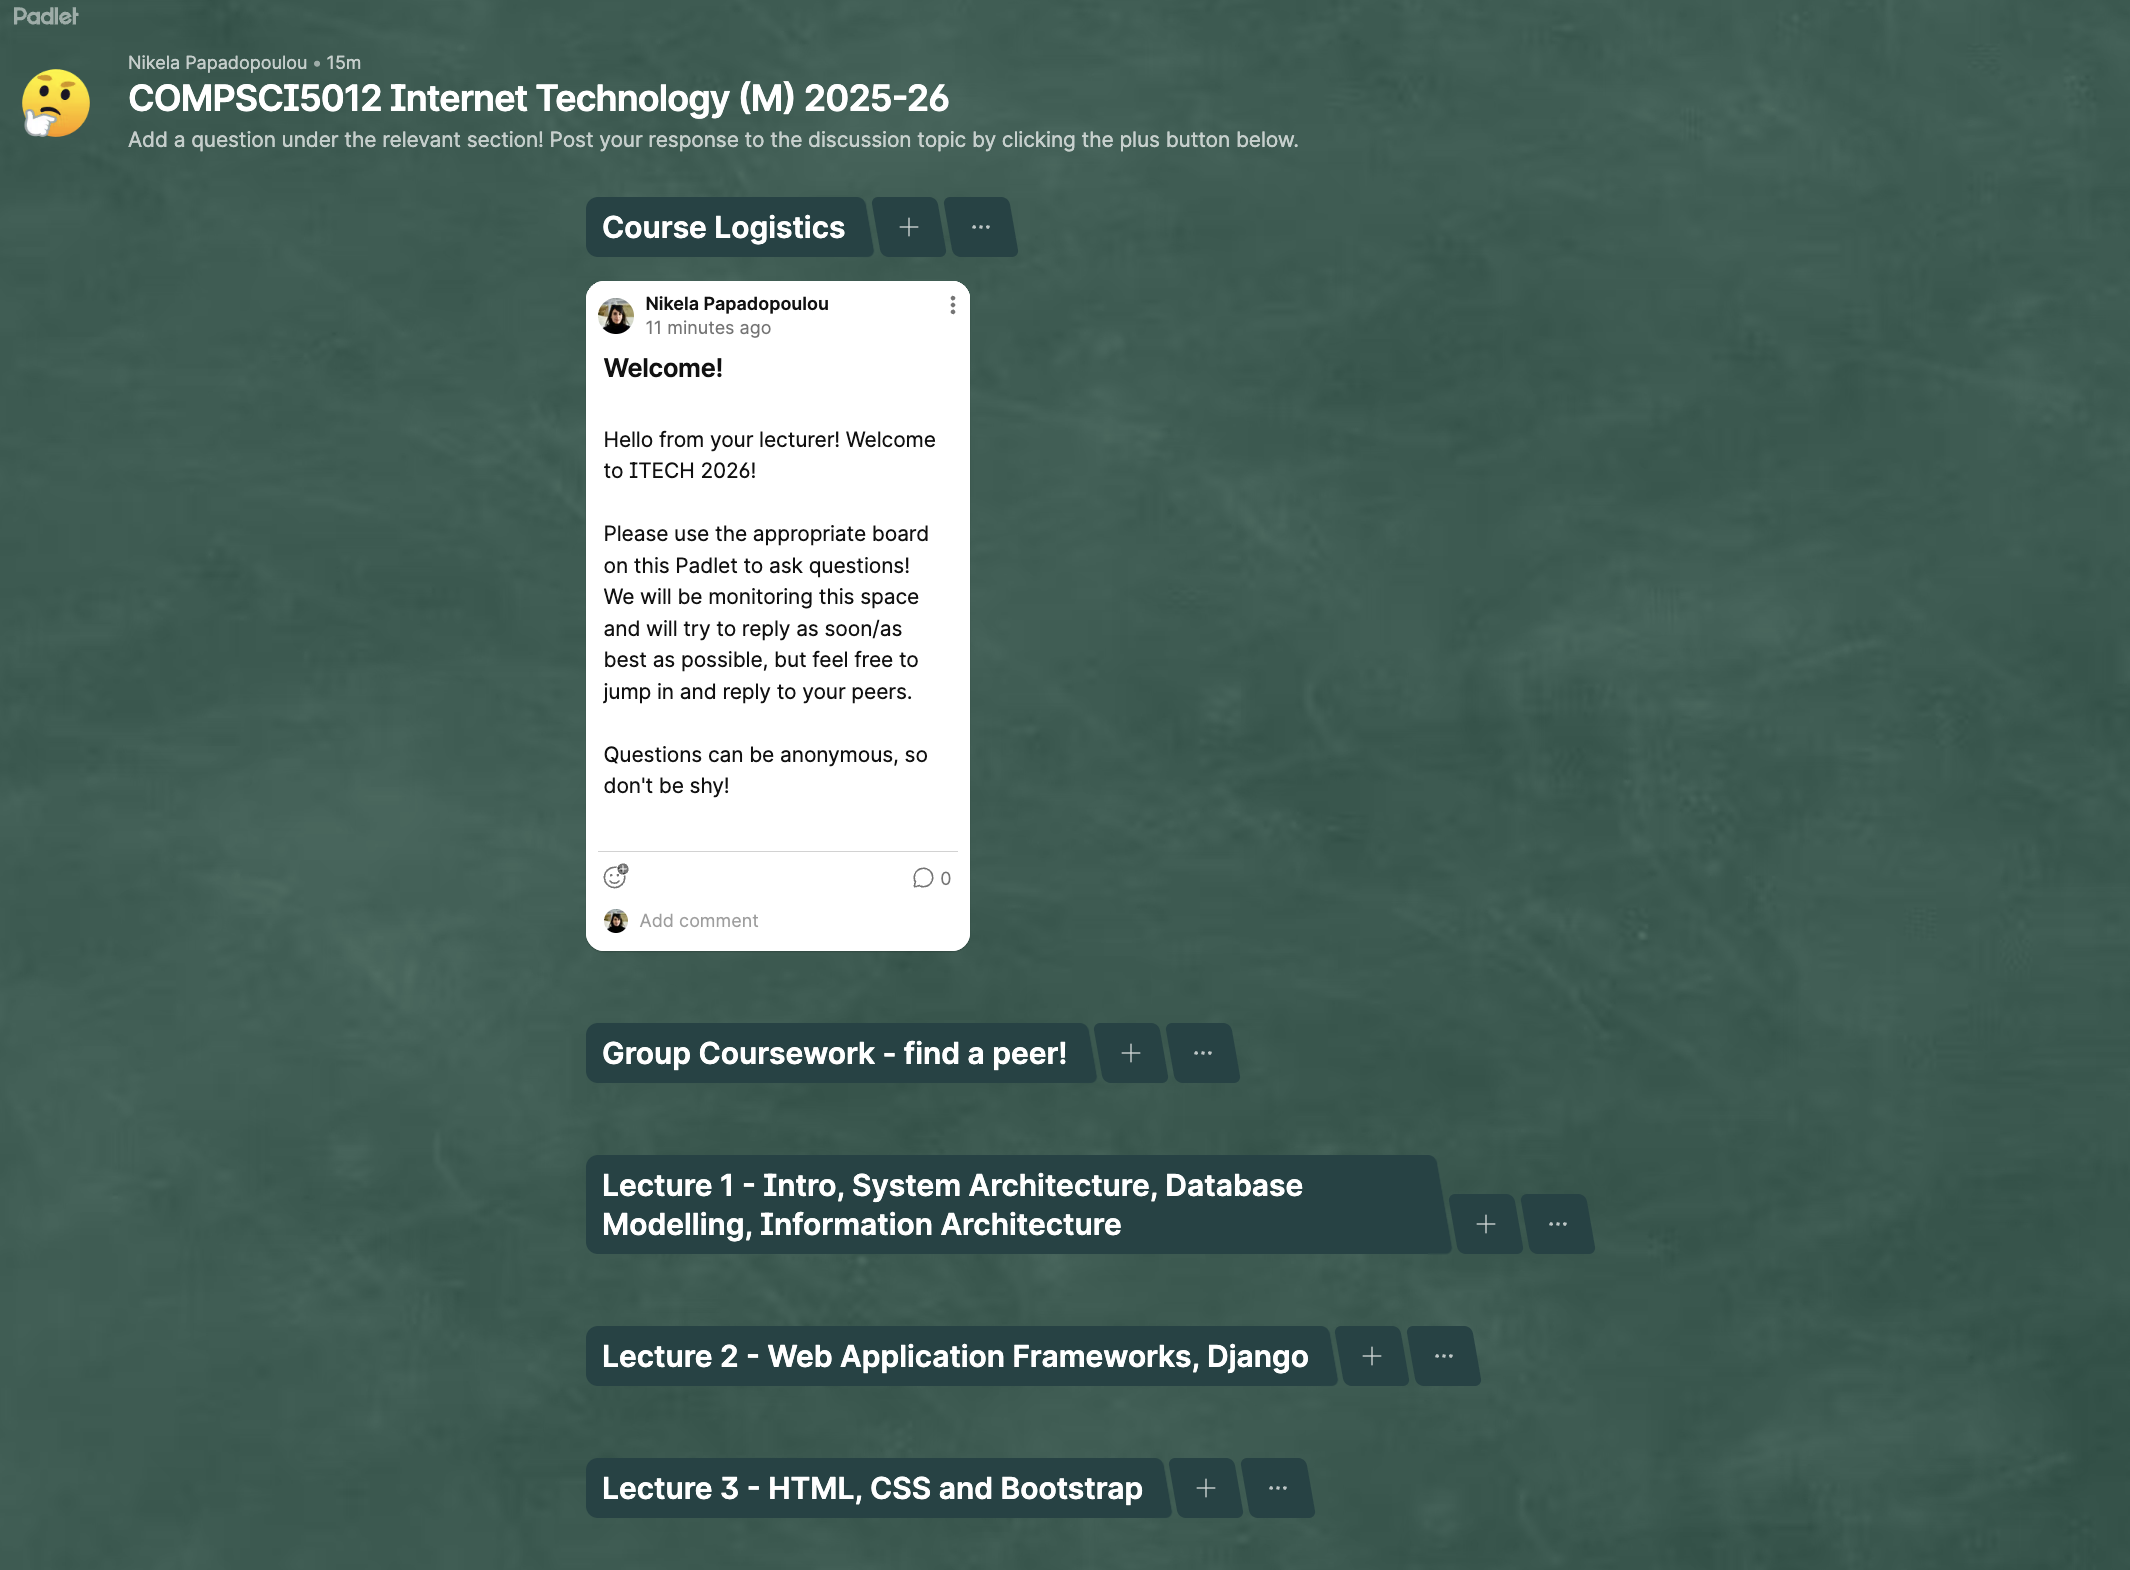 Padlet
Nikela Papadopoulou • 15m
COMPSCI5012 Internet Technology (M) 2025-26
Add a question under the relevant section! Post your response to the discussion topic by clicking the plus button below.
Course Logistics
Nikela Papadopoulou
11 minutes ago
Welcome!
Hello from your lecturer! Welcome
to ITECH 2026!
Please use the appropriate board
on this Padlet to ask questions!
We will be monitoring this space
and will try to reply as soon/as
best as possible, but feel free to
jump in and reply to your peers.
Questions can be anonymous, so
don't be shy!
0
Add comment
Group Coursework - find a peer!
Lecture 1 - Intro, System Architecture, Database
Modelling, Information Architecture
Lecture 2 - Web Application Frameworks, Django
Lecture 3 - HTML, CSS and Bootstrap